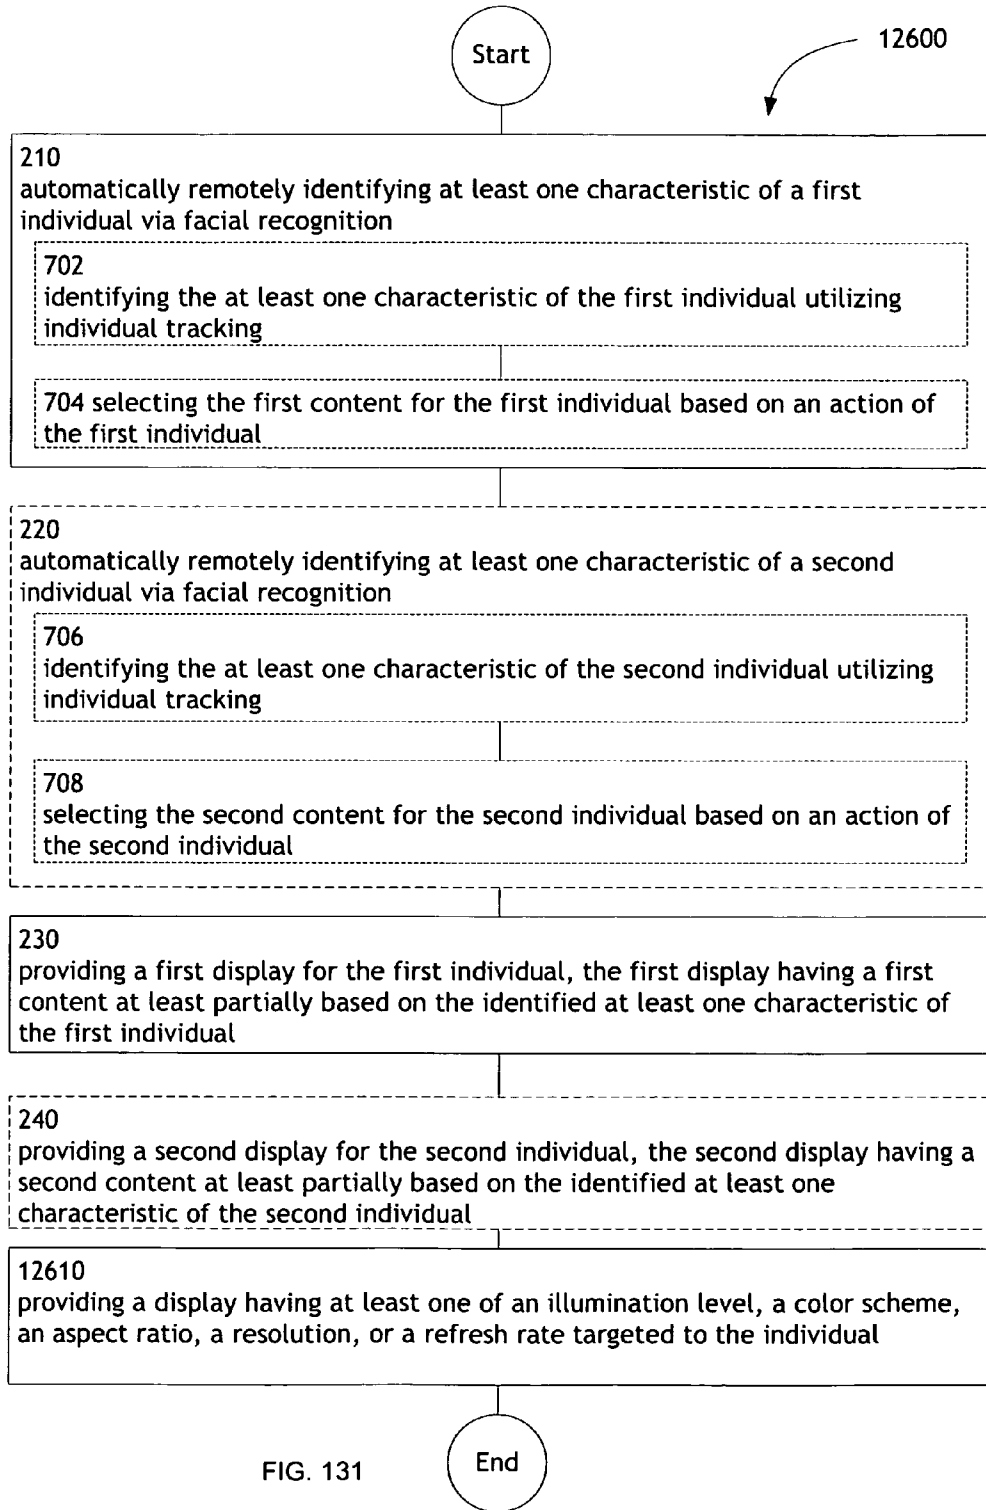 Start
12600
210
automatically remotely identifying at least one characteristic of a first
individual via facial recognition
702
identifying the at least one characteristic of the first individual utilizing
individual tracking
704 selecting the first content for the first individual based on an action of
the first individual
220
automatically remotely identifying at least one characteristic of a second
individual via facial recognition
706
identifying the at least one characteristic of the second individual utilizing
individual tracking
708
selecting the second content for the second individual based on an action of
the second individual
230
providing a first display for the first individual, the first display having a first
content at least partially based on the identified at least one characteristic of
the first individual
240
providing a second display for the second individual, the second display having a
second content at least partially based on the identified at least one
characteristic of the second individual
12610
providing a display having at least one of an illumination level, a color scheme,
an aspect ratio, a resolution, or a refresh rate targeted to the individual
End
FIG. 131